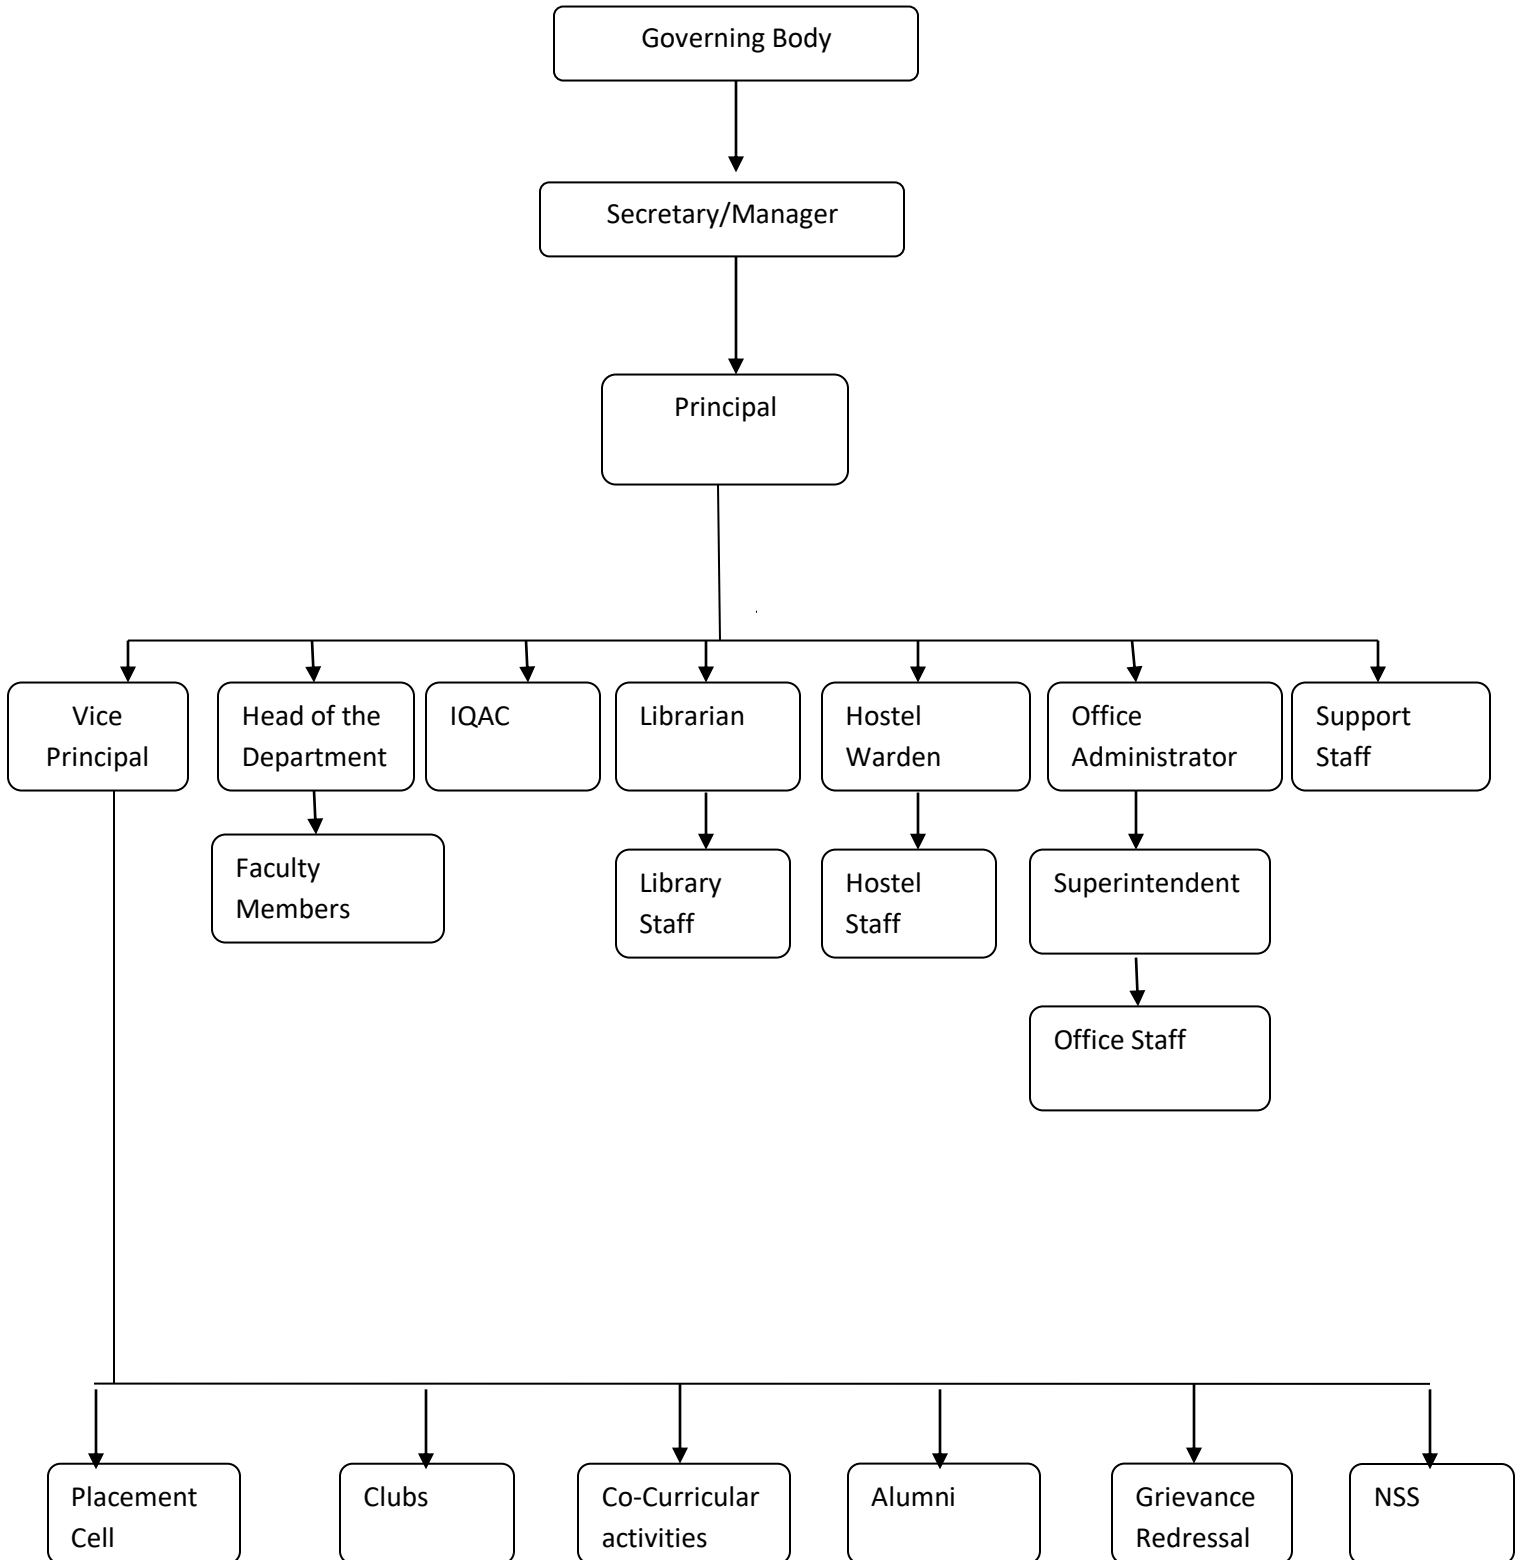 Governing Body
Secretary/Manager
Principal
Vice
Principal
Head of the
Department
IQAC
Librarian
Hostel
Warden
Office
Administrator
Support
Staff
Faculty
Members
Library
Staff
Hostel
Staff
Superintendent
Office Staff
Placement
Cell
Clubs
Co-Curricular
activities
Alumni
Grievance
Redressal
NSS